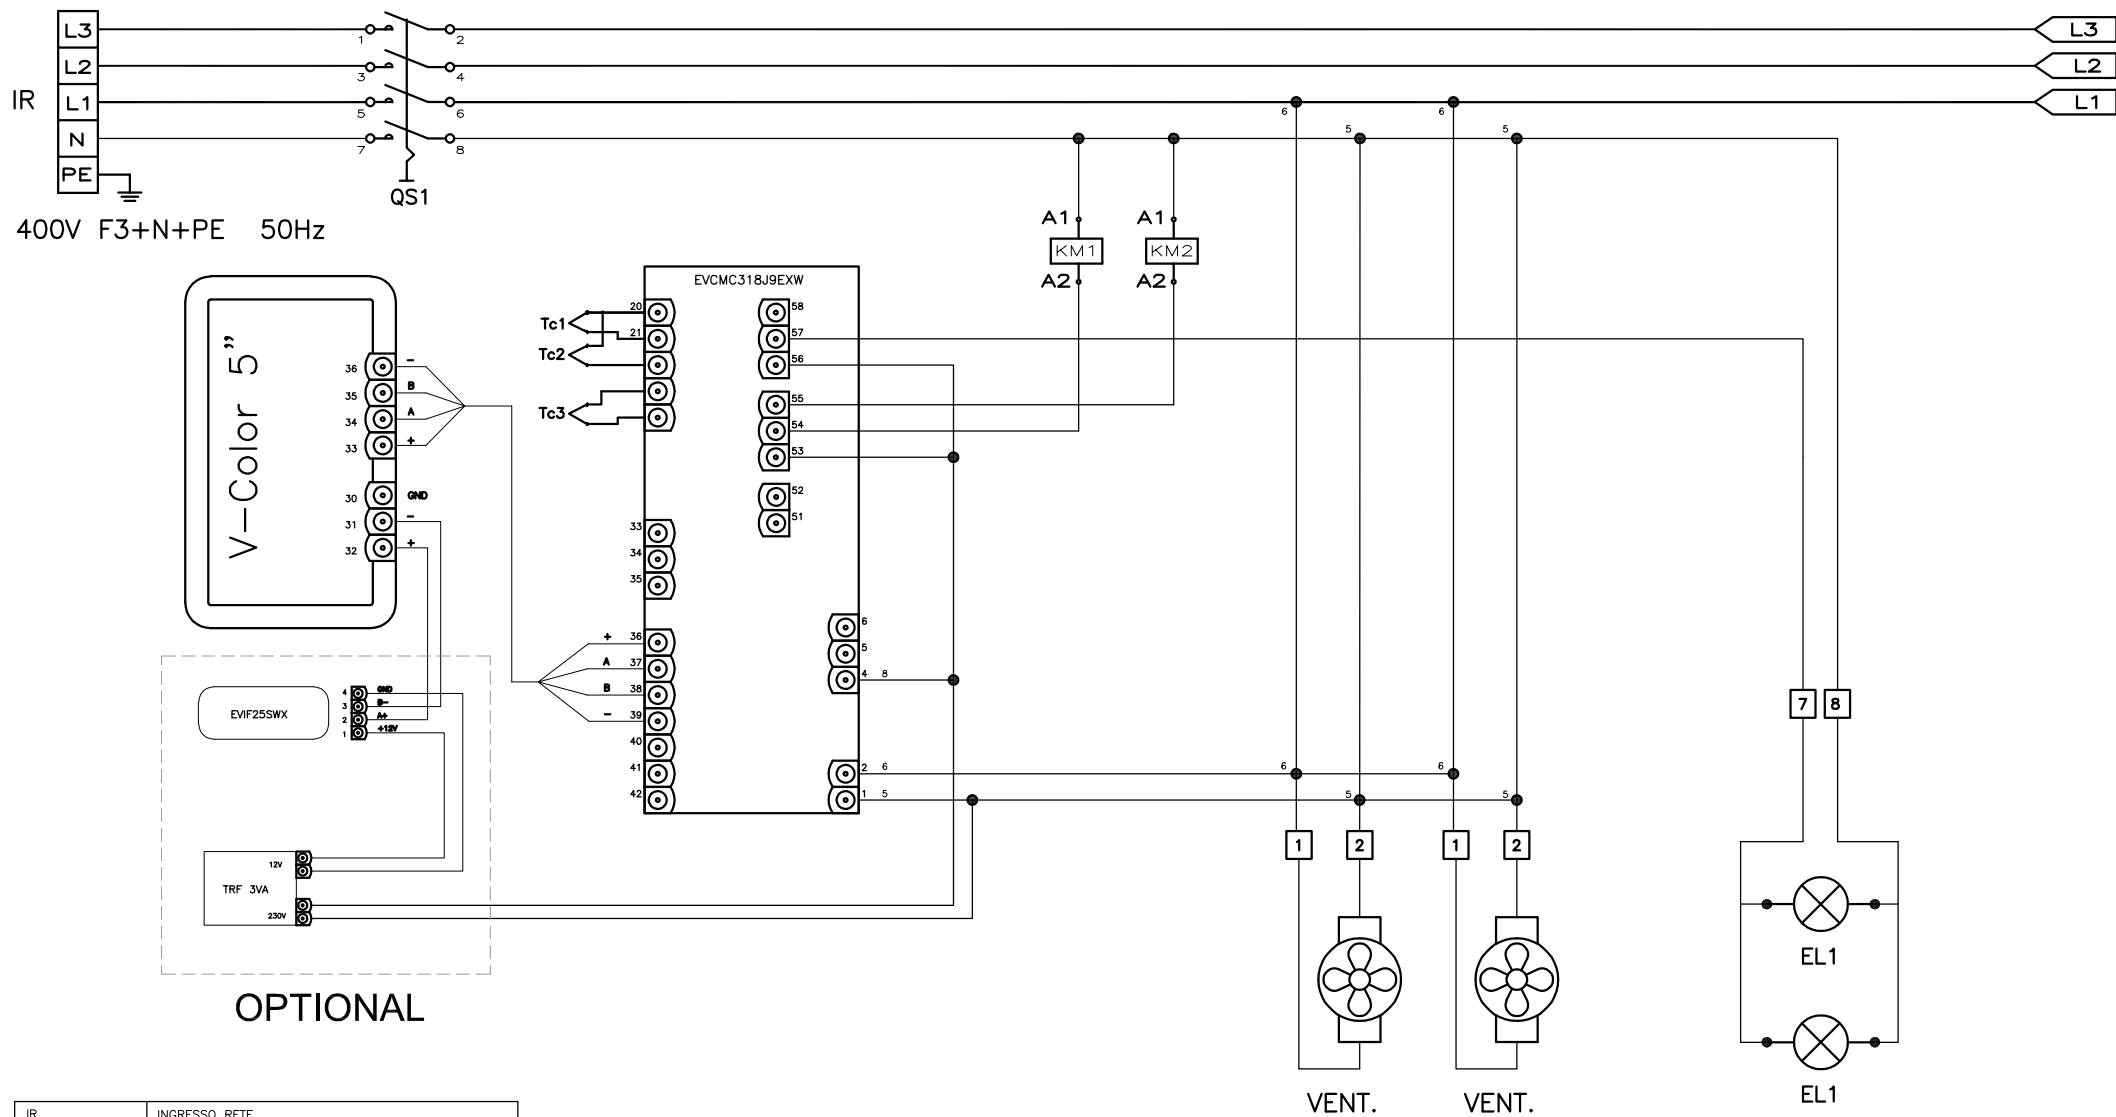 L3
1
2
L3
L2
3
4
L2
IR
L1
5
6
6
6
L1
N
7
8
5
5
PE
QS1
400V F3+N+PE 50Hz
A1
KM1
A2
A1
KM2
A2
V-Color 5"
36 -
35 B
34 A
33 +
30 GND
31 -
32 +
EVCMC318J9EXW
Tc1
Tc2
Tc3
20
21
58
57
56
55
54
53
52
51
33
34
35
+ 36
A 37
B 38
- 39
40
41
42
6
5
4 8
2 6
1 5
6
6
5
5
EVIF25SWX
4 GND
3 B-
2 A+
1 +12V
12V
TRF 3VA
230V
OPTIONAL
1
2
1
2
7
8
VENT.
VENT.
EL1
EL1
IR INGRESSO RETE